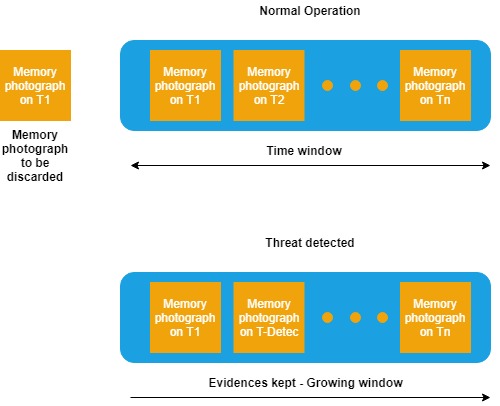 Normal Operation
Memory
photograph
on T1
Memory
photograph
to be
discarded
Memory
photograph
on T1
Memory
photograph
on T2
Memory
photograph
on Tn
Time window
Threat detected
Memory
photograph
on T1
Memory
photograph
on T-Detec
Memory
photograph
on Tn
Evidences kept - Growing window